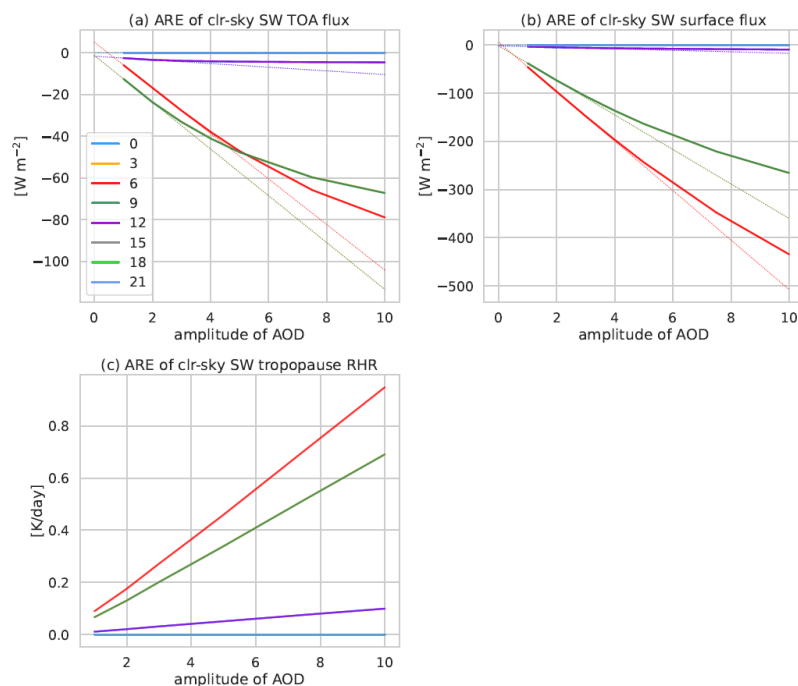 (a) ARE of clr-sky SW TOA flux
[W m⁻²]
0
−20
−40
−60
−80
−100
0
3
6
9
12
15
18
21
0 2 4 6 8 10
amplitude of AOD
(b) ARE of clr-sky SW surface flux
[W m⁻²]
0
−100
−200
−300
−400
−500
0 2 4 6 8 10
amplitude of AOD
(c) ARE of clr-sky SW tropopause RHR
[K/day]
0.8
0.6
0.4
0.2
0.0
2 4 6 8 10
amplitude of AOD